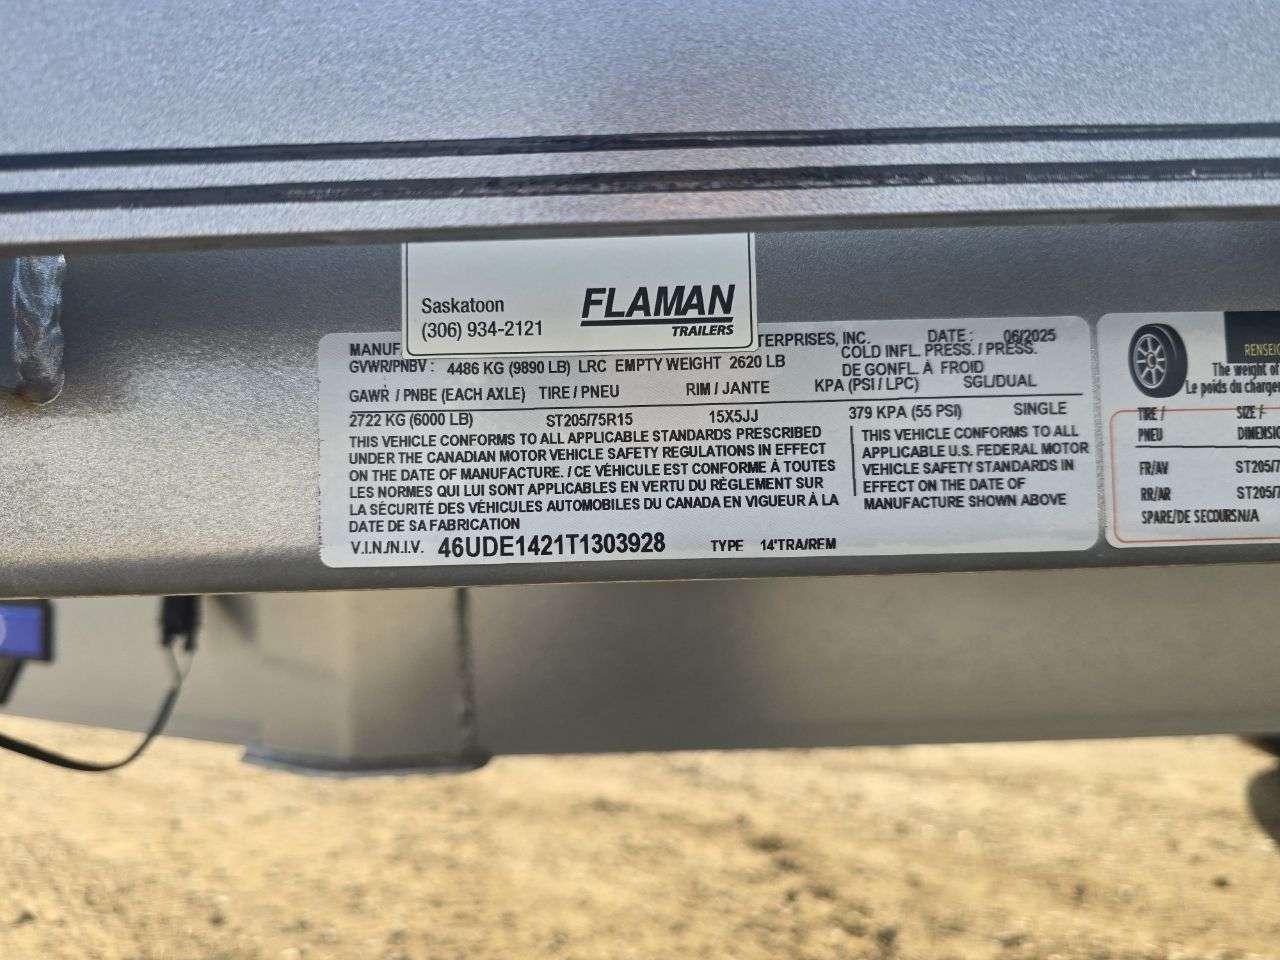 Saskatoon
(306) 934-2121
FLAMAN
TRAILERS
MANUF
TERPRISES, INC. DATE: 06/2025
GVWR/PNBV: 4486 KG (9890 LB) LRC EMPTY WEIGHT 2620 LB
COLD INFL. PRESS./PRESS.
DE GONFL. À FROID
GAWR / PNBE (EACH AXLE) TIRE / PNEU RIM / JANTE KPA (PSI / LPC) SGL/DUAL
2722 KG (6000 LB) ST205/75R15 15X5JJ 379 KPA (55 PSI) SINGLE
THIS VEHICLE CONFORMS TO ALL APPLICABLE STANDARDS PRESCRIBED
UNDER THE CANADIAN MOTOR VEHICLE SAFETY REGULATIONS IN EFFECT
ON THE DATE OF MANUFACTURE. / CE VÉHICULE EST CONFORME À TOUTES
LES NORMES QUI LUI SONT APPLICABLES EN VERTU DU RÈGLEMENT SUR
LA SÉCURITÉ DES VÉHICULES AUTOMOBILES DU CANADA EN VIGUEUR À LA
DATE DE SA FABRICATION
THIS VEHICLE CONFORMS TO ALL
APPLICABLE U.S. FEDERAL MOTOR
VEHICLE SAFETY STANDARDS IN
EFFECT ON THE DATE OF
MANUFACTURE SHOWN ABOVE
V.I.N./N.I.V. 46UDE1421T1303928 TYPE 14'TRA/REM
RENSEIG
The weight of
Le poids du charge
TIRE / SIZE /
PNEU DIMENSIO
FR/AV ST205/7
RR/AR ST205/7
SPARE/DE SECOURS N/A